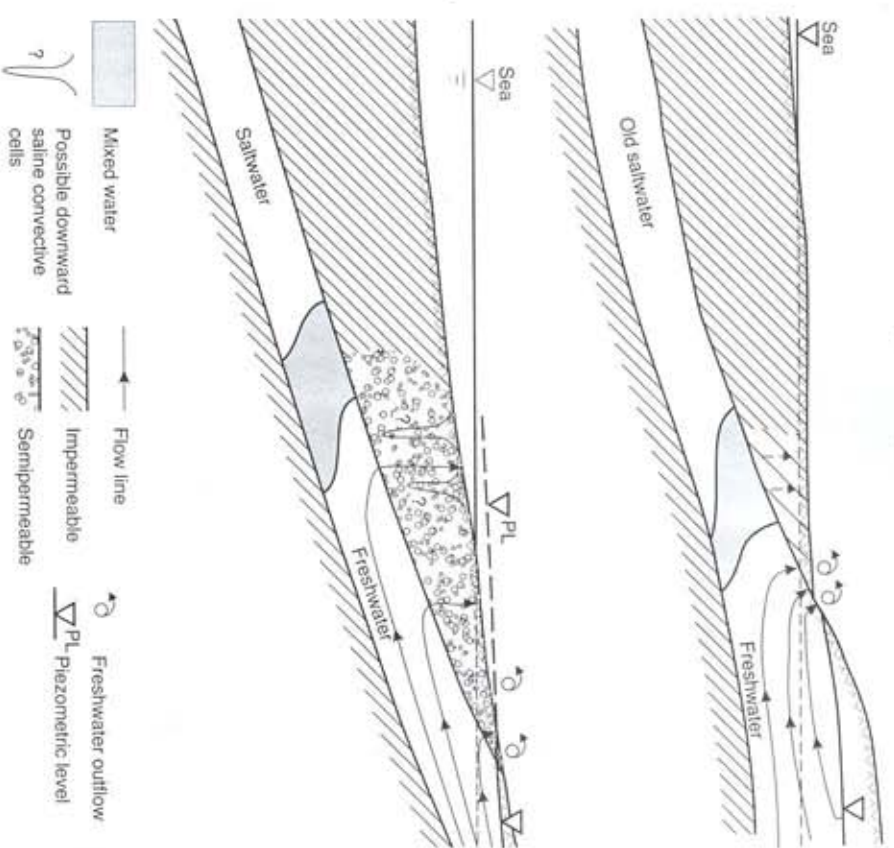 Sea
Old saltwater
Freshwater
Sea
PL
Saltwater
?
?
Freshwater
Mixed water
Flow line
Freshwater outflow
?
Possible downward
saline convective
cells
Impermeable
PL
Piezometric level
Semipermeable